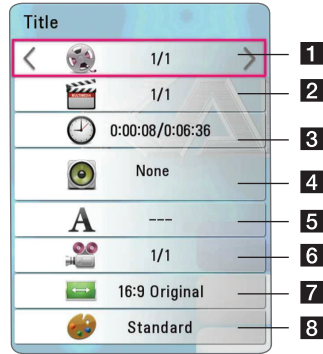 Title
1/1 1
1/1 2
0:00:08/0:06:36 3
None 4
A --- 5
1/1 6
16:9 Original 7
Standard 8